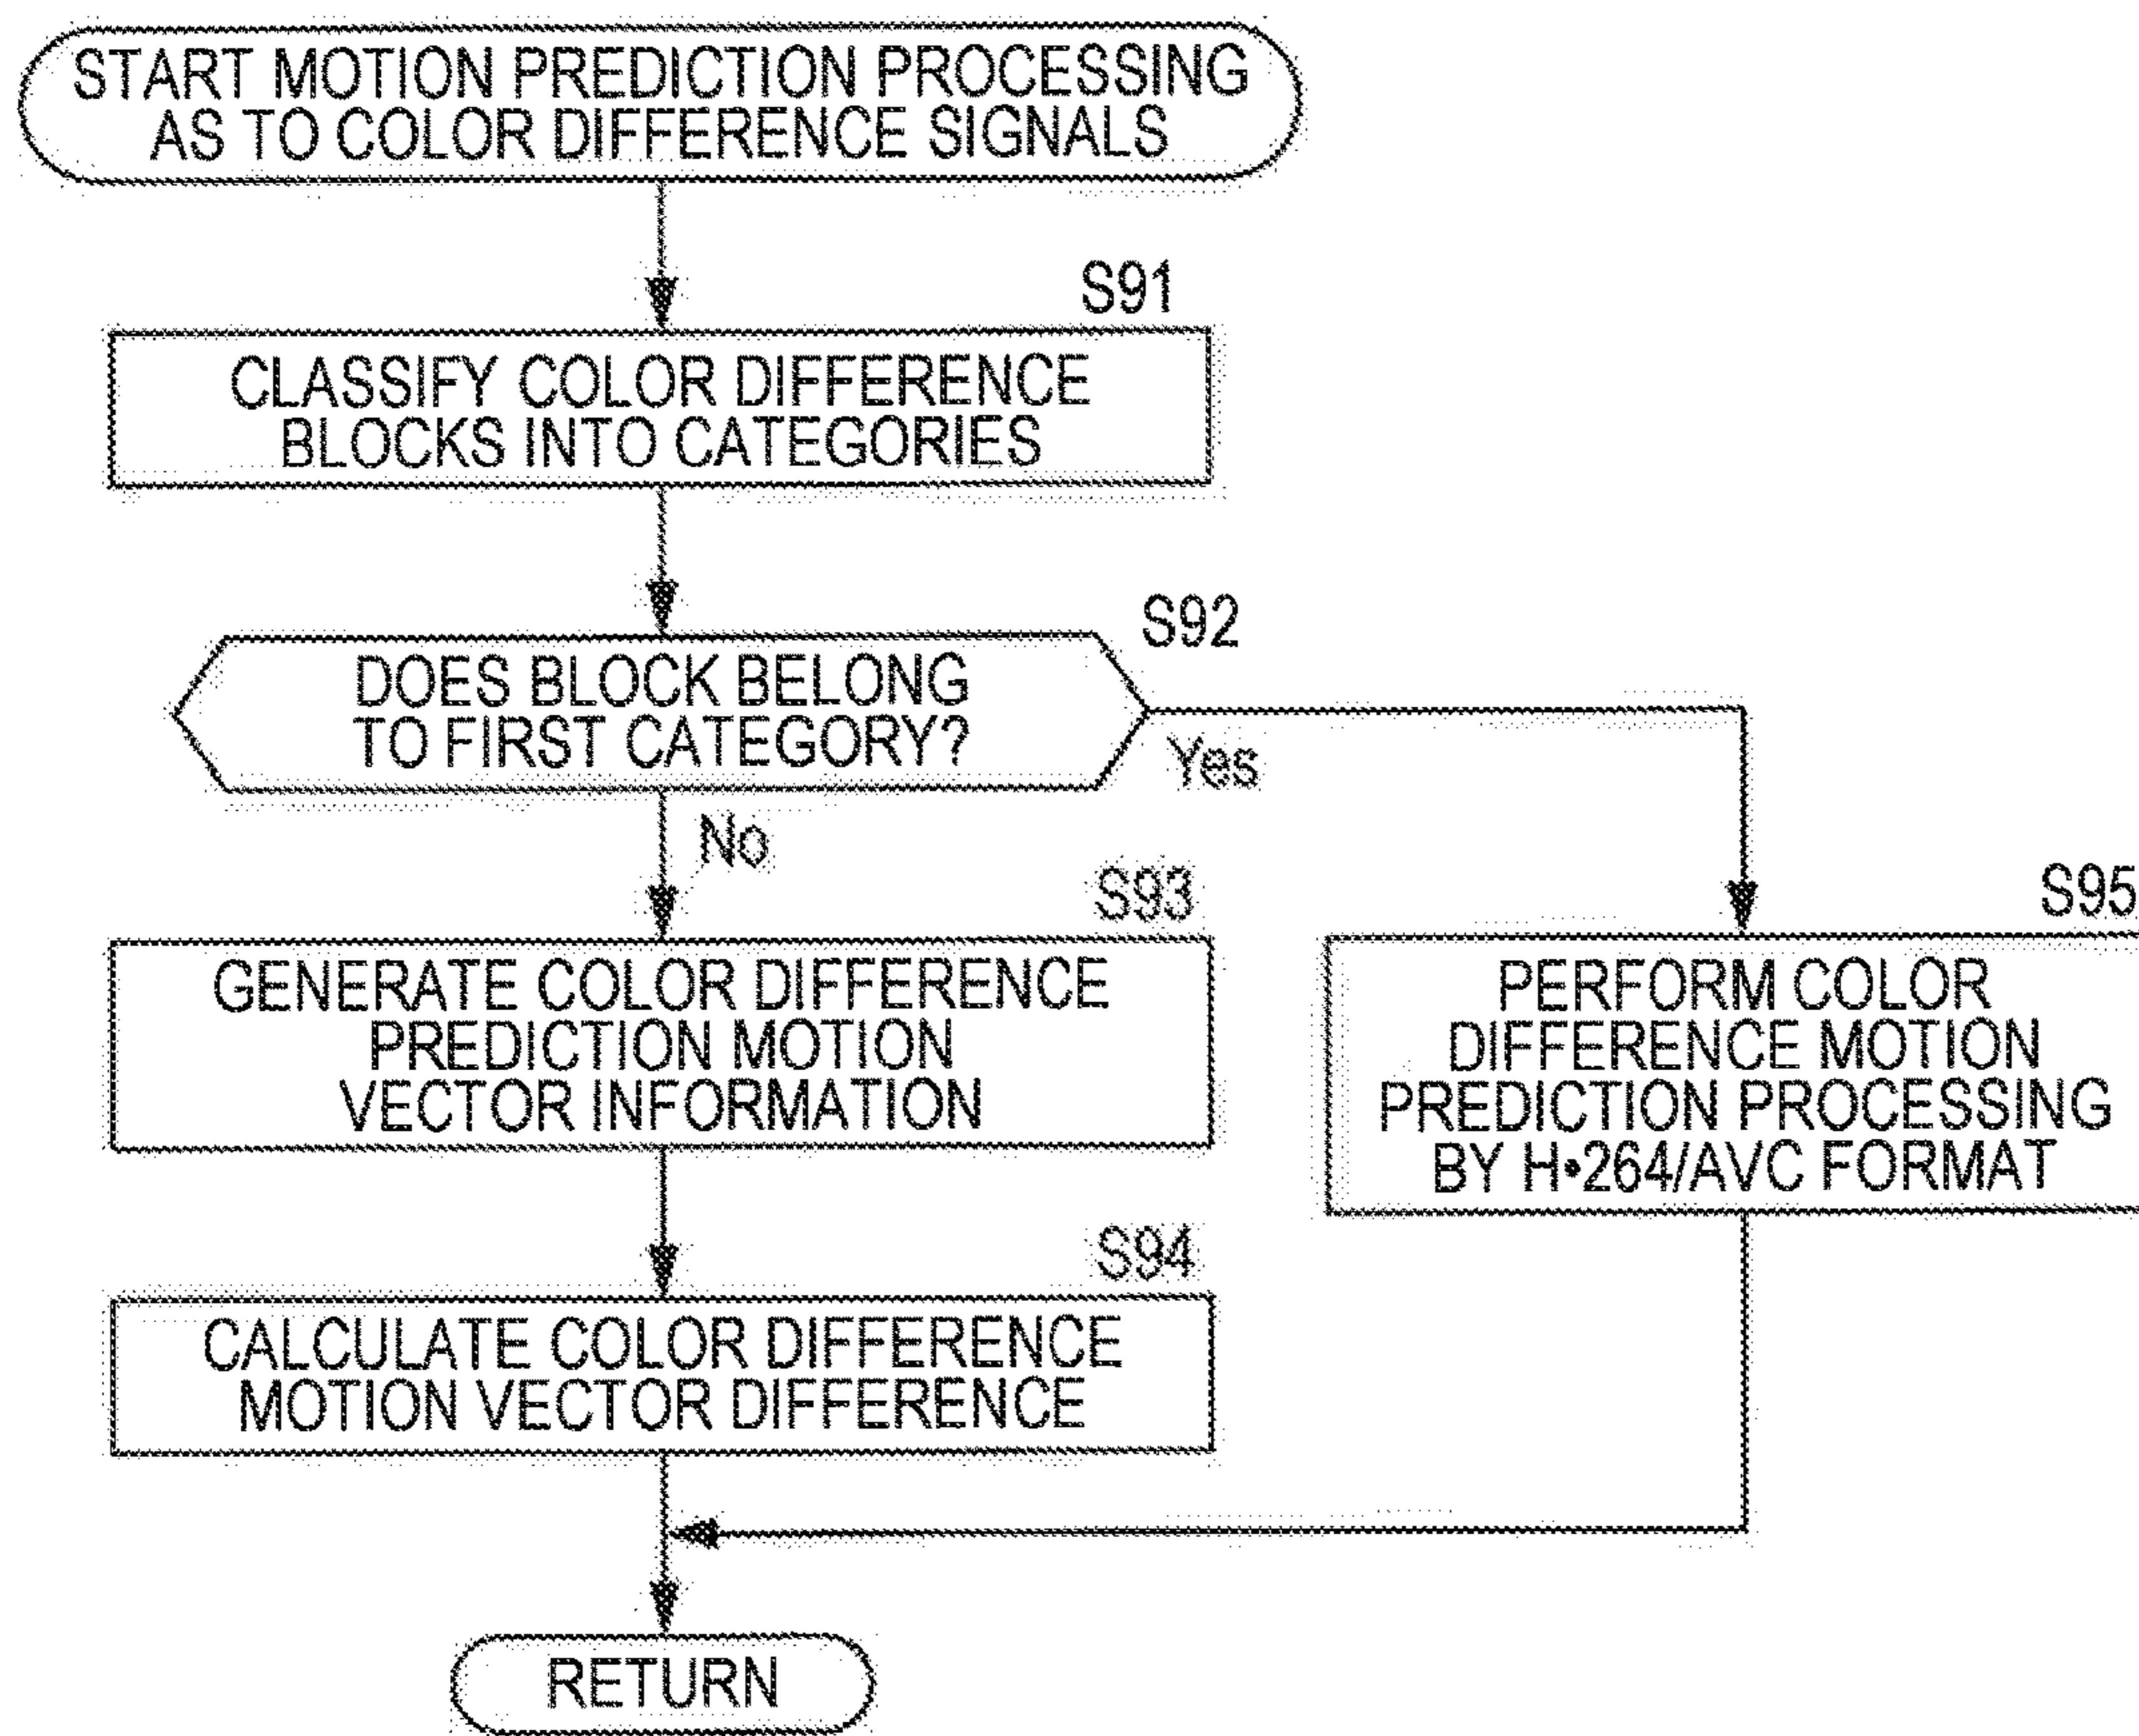 START MOTION PREDICTION PROCESSING
AS TO COLOR DIFFERENCE SIGNALS
S91
CLASSIFY COLOR DIFFERENCE
BLOCKS INTO CATEGORIES
S92
DOES BLOCK BELONG
TO FIRST CATEGORY?
Yes
No
S93
GENERATE COLOR DIFFERENCE
PREDICTION MOTION
VECTOR INFORMATION
S95
PERFORM COLOR
DIFFERENCE MOTION
PREDICTION PROCESSING
BY H•264/AVC FORMAT
S94
CALCULATE COLOR DIFFERENCE
MOTION VECTOR DIFFERENCE
RETURN